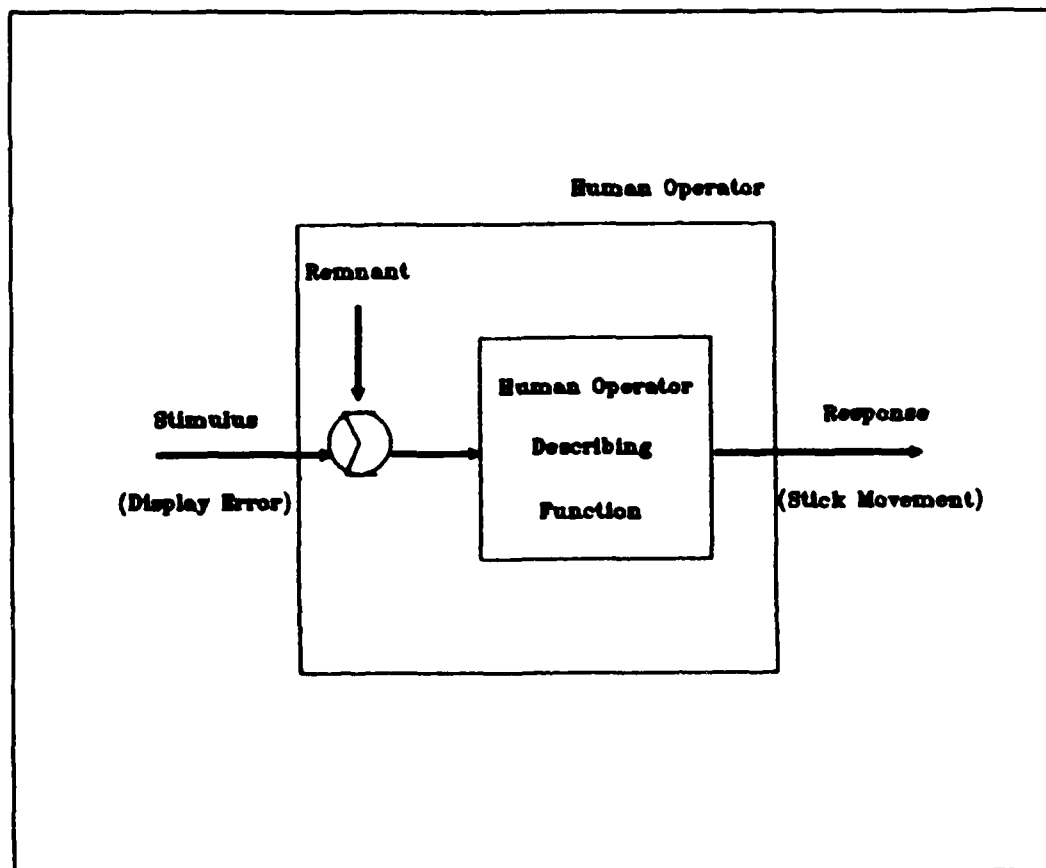 Human Operator
Remnant
Human Operator
Describing
Function
Stimulus
(Display Error)
Response
(Stick Movement)